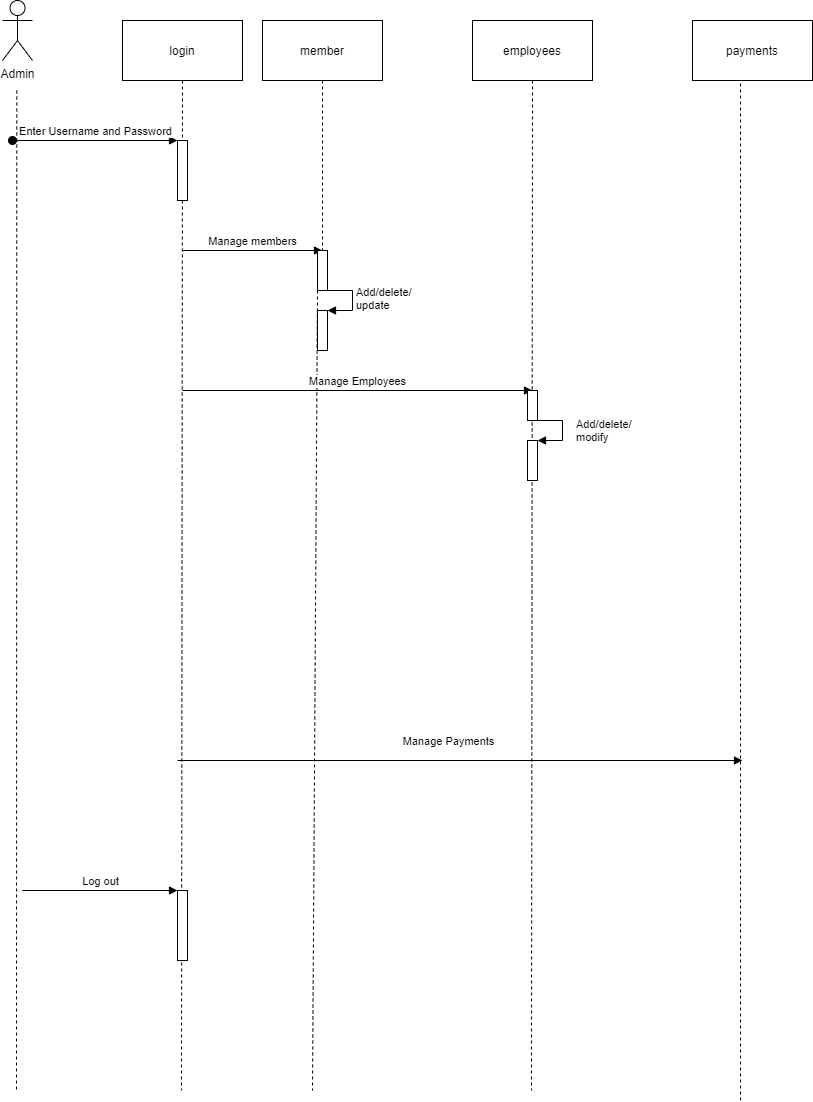 login
member
employees
payments
Admin
Enter Username and Password
Manage members
Add/delete/
update
Manage Employees
Add/delete/
modify
Manage Payments
Log out